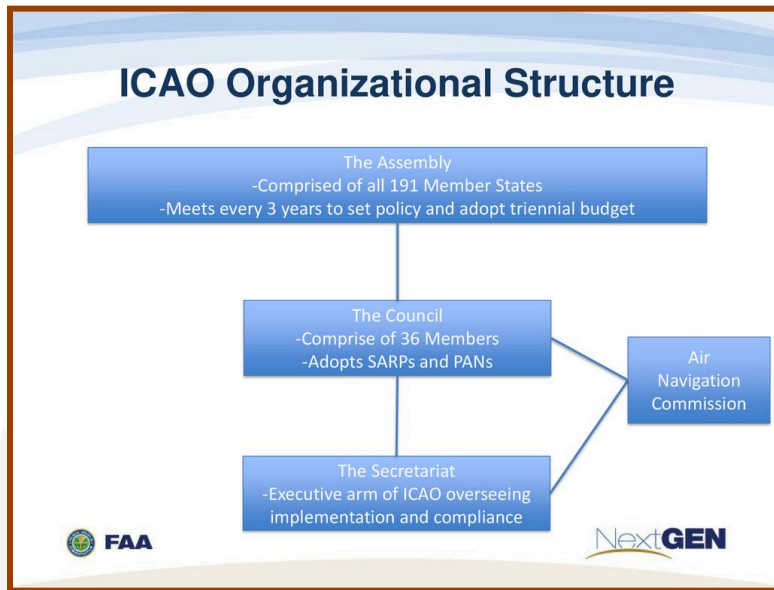 ICAO Organizational Structure
The Assembly
-Comprised of all 191 Member States
-Meets every 3 years to set policy and adopt triennial budget
The Council
-Comprise of 36 Members
-Adopts SARPs and PANs
Air
Navigation
Commission
The Secretariat
-Executive arm of ICAO overseeing
implementation and compliance
FAA
NextGEN